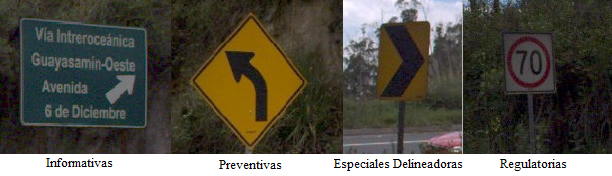 Vía Intreroceánica
Guayasamín-Oeste
Avenida
6 de Diciembre
70
Informativas
Preventivas
Especiales Delineadoras
Regulatorias